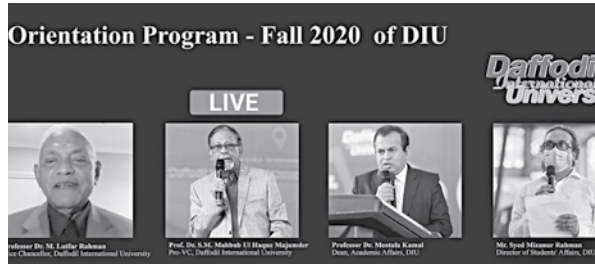 Orientation Program - Fall 2020 of DIU
Daffodi
International
Univers
LIVE
rofessor Dr. M. Lutfar Rahman
ice Chancellor, Daffodil International University
Prof. Dr. S.M. Mahbub Ul Haque Majumder
Pro-VC, Daffodil International University
Professor Dr. Mostafa Kamal
Dean, Academic Affairs, DIU
Mr. Syed Mizanur Rahman
Director of Students' Affairs, DIU